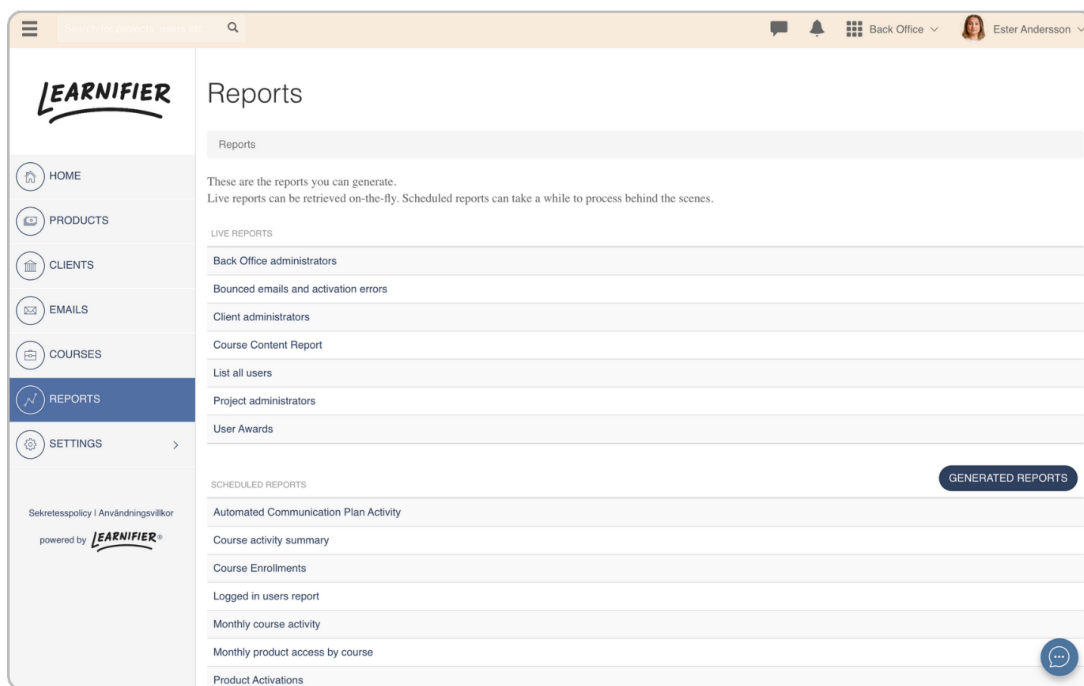 Back Office
Ester Andersson
LEARNIFIER
Reports
Reports
HOME
PRODUCTS
CLIENTS
EMAILS
COURSES
REPORTS
SETTINGS
Sekretesspolicy | Användningsvillkor
powered by LEARNIFIER®
These are the reports you can generate.
Live reports can be retrieved on-the-fly. Scheduled reports can take a while to process behind the scenes.
LIVE REPORTS
Back Office administrators
Bounced emails and activation errors
Client administrators
Course Content Report
List all users
Project administrators
User Awards
SCHEDULED REPORTS
GENERATED REPORTS
Automated Communication Plan Activity
Course activity summary
Course Enrollments
Logged in users report
Monthly course activity
Monthly product access by course
Product Activations